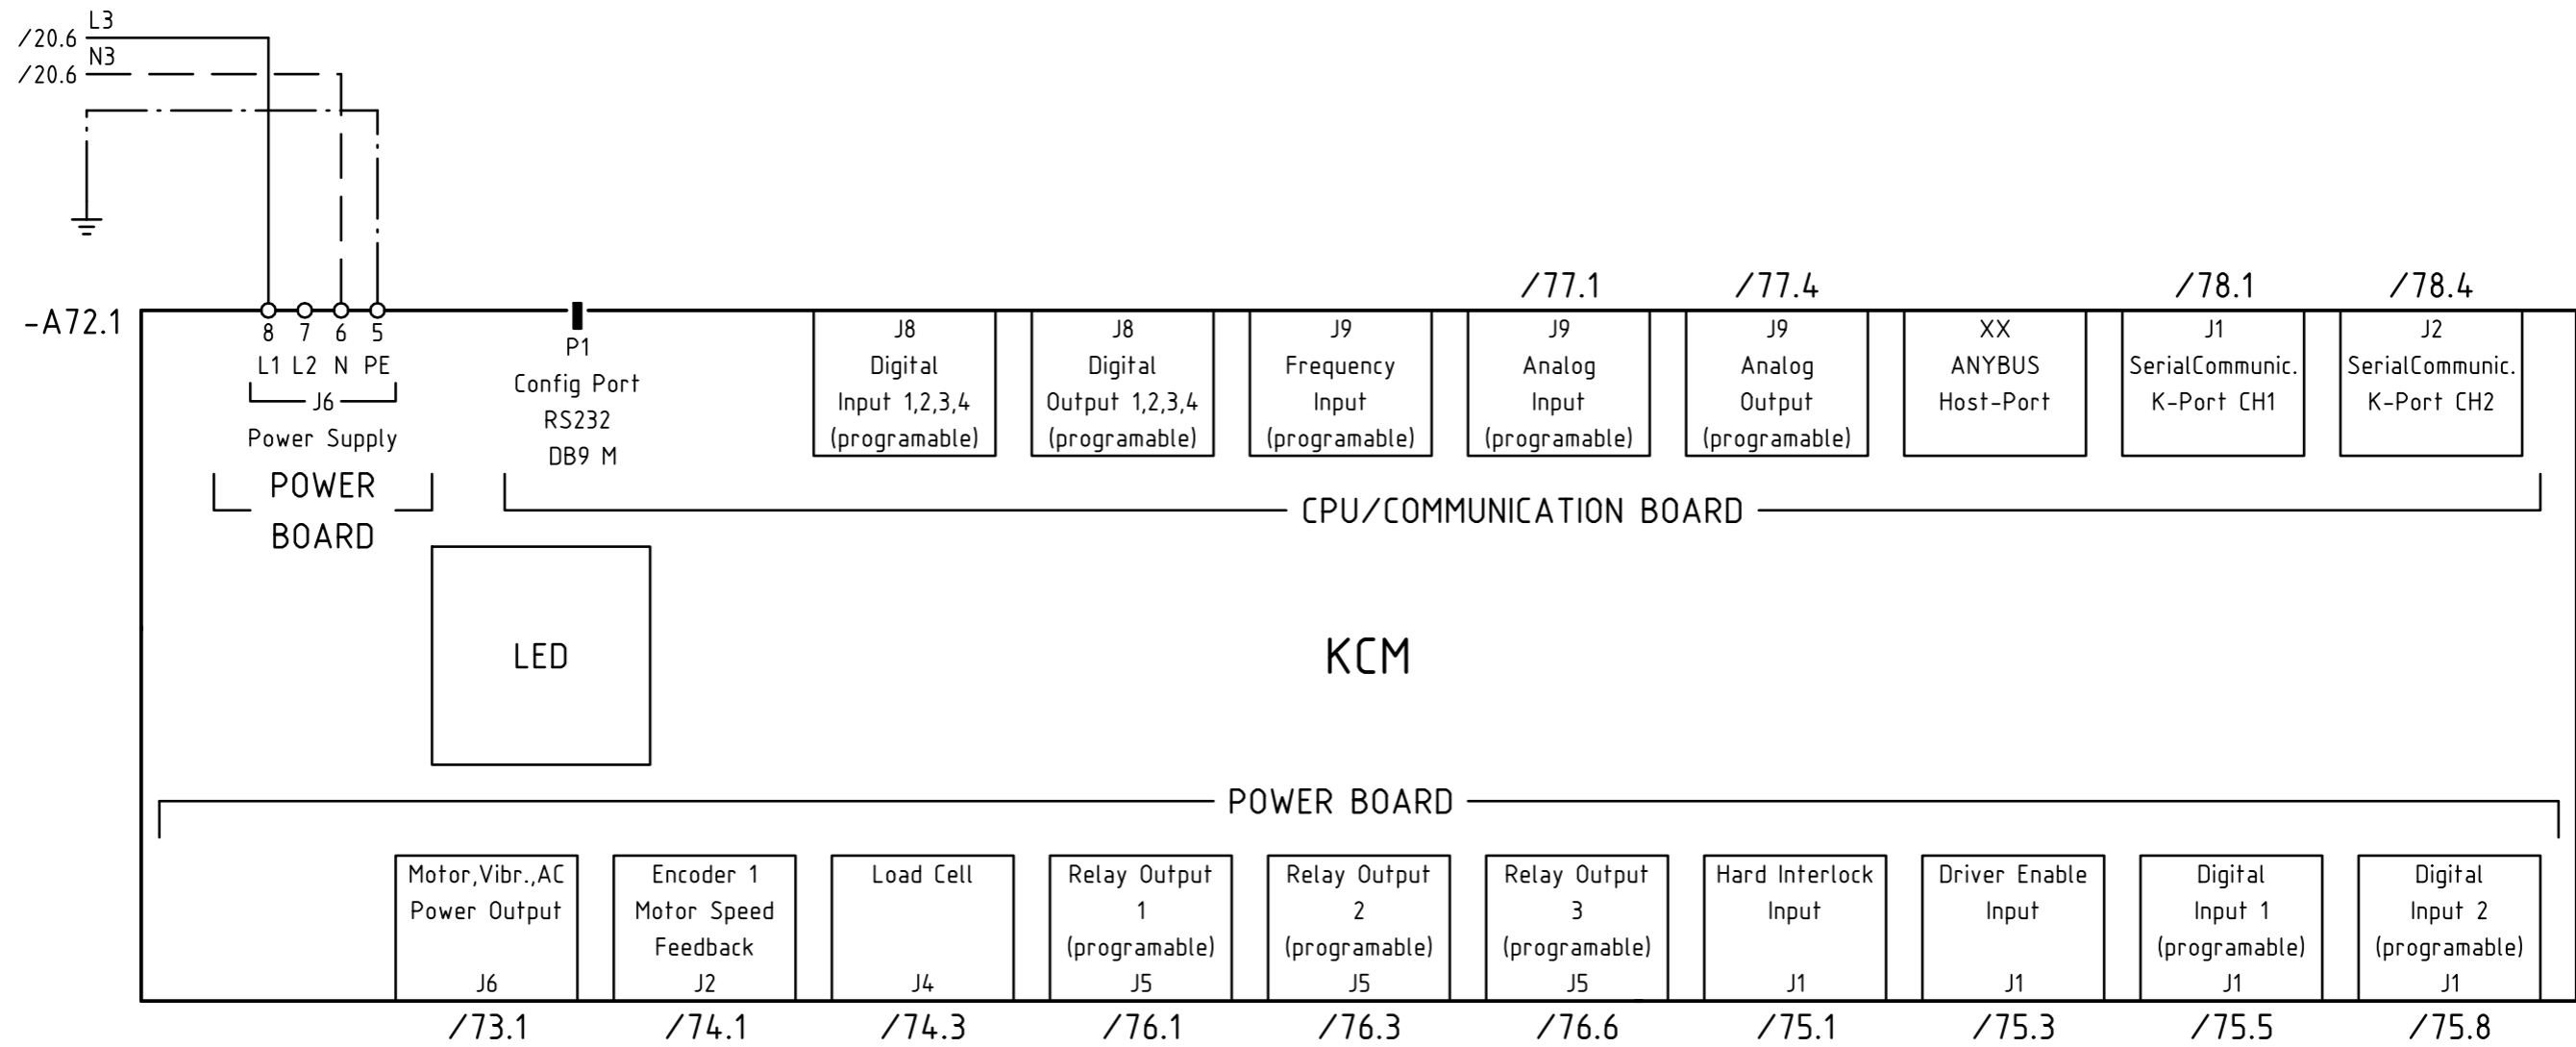 L3
/20.6
N3
/20.6
/77.1
/77.4
/78.1
/78.4
-A72.1
8 7 6 5
L1 L2 N PE
J6
Power Supply
POWER
BOARD
P1
Config Port
RS232
DB9 M
J8
Digital
Input 1,2,3,4
(programable)
J8
Digital
Output 1,2,3,4
(programable)
J9
Frequency
Input
(programable)
J9
Analog
Input
(programable)
J9
Analog
Output
(programable)
XX
ANYBUS
Host-Port
J1
SerialCommunic.
K-Port CH1
J2
SerialCommunic.
K-Port CH2
CPU/COMMUNICATION BOARD
LED
KCM
POWER BOARD
Motor,Vibr.,AC
Power Output
J6
Encoder 1
Motor Speed
Feedback
J2
Load Cell
J4
Relay Output
1
(programable)
J5
Relay Output
2
(programable)
J5
Relay Output
3
(programable)
J5
Hard Interlock
Input
J1
Driver Enable
Input
J1
Digital
Input 1
(programable)
J1
Digital
Input 2
(programable)
J1
/73.1
/74.1
/74.3
/76.1
/76.3
/76.6
/75.1
/75.3
/75.5
/75.8